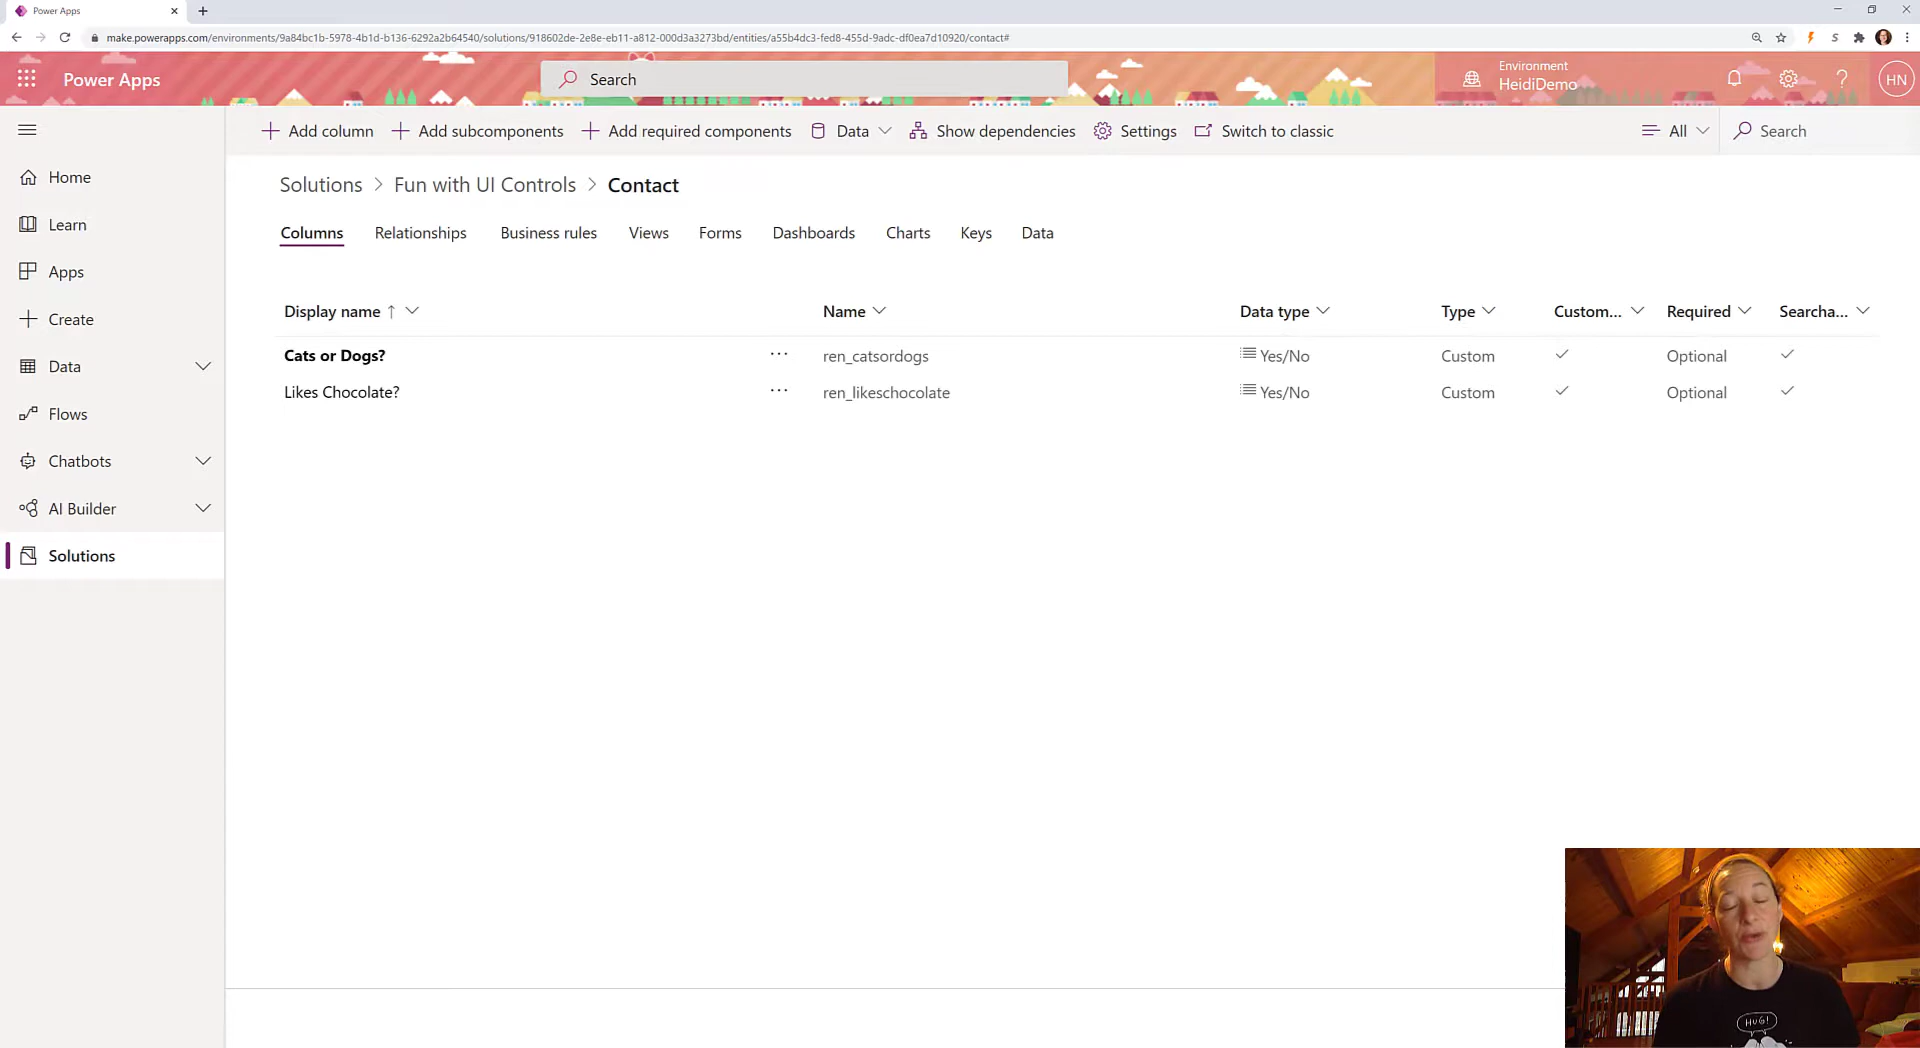 Power Apps
make.powerapps.com/environments/9a84bc1b-5978-4b1d-b136-6292a2b64540/solutions/918602de-2e8e-eb11-a812-000d3a3273bd/entities/a55b4dc3-fed8-455d-9adc-df0ea7d10920/contact#
Power Apps
Search
Environment
HeidiDemo
HN
Add column
Add subcomponents
Add required components
Data
Show dependencies
Settings
Switch to classic
All
Search
Home
Learn
Apps
Create
Data
Flows
Chatbots
AI Builder
Solutions
Solutions > Fun with UI Controls > Contact
Columns Relationships Business rules Views Forms Dashboards Charts Keys Data
Display name ↑ Name Data type Type Custom... Required Searcha...
Cats or Dogs? ··· ren_catsordogs Yes/No Custom Optional
Likes Chocolate? ··· ren_likeschocolate Yes/No Custom Optional
HUG!